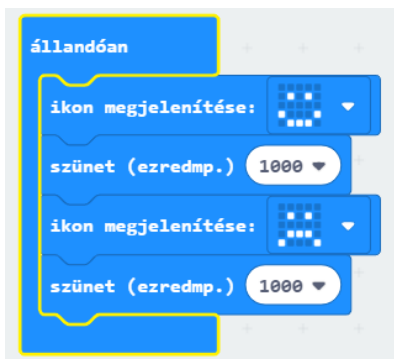 állandóan
ikon megjelenítése:
szünet (ezredmp.) 1000
ikon megjelenítése:
szünet (ezredmp.) 1000